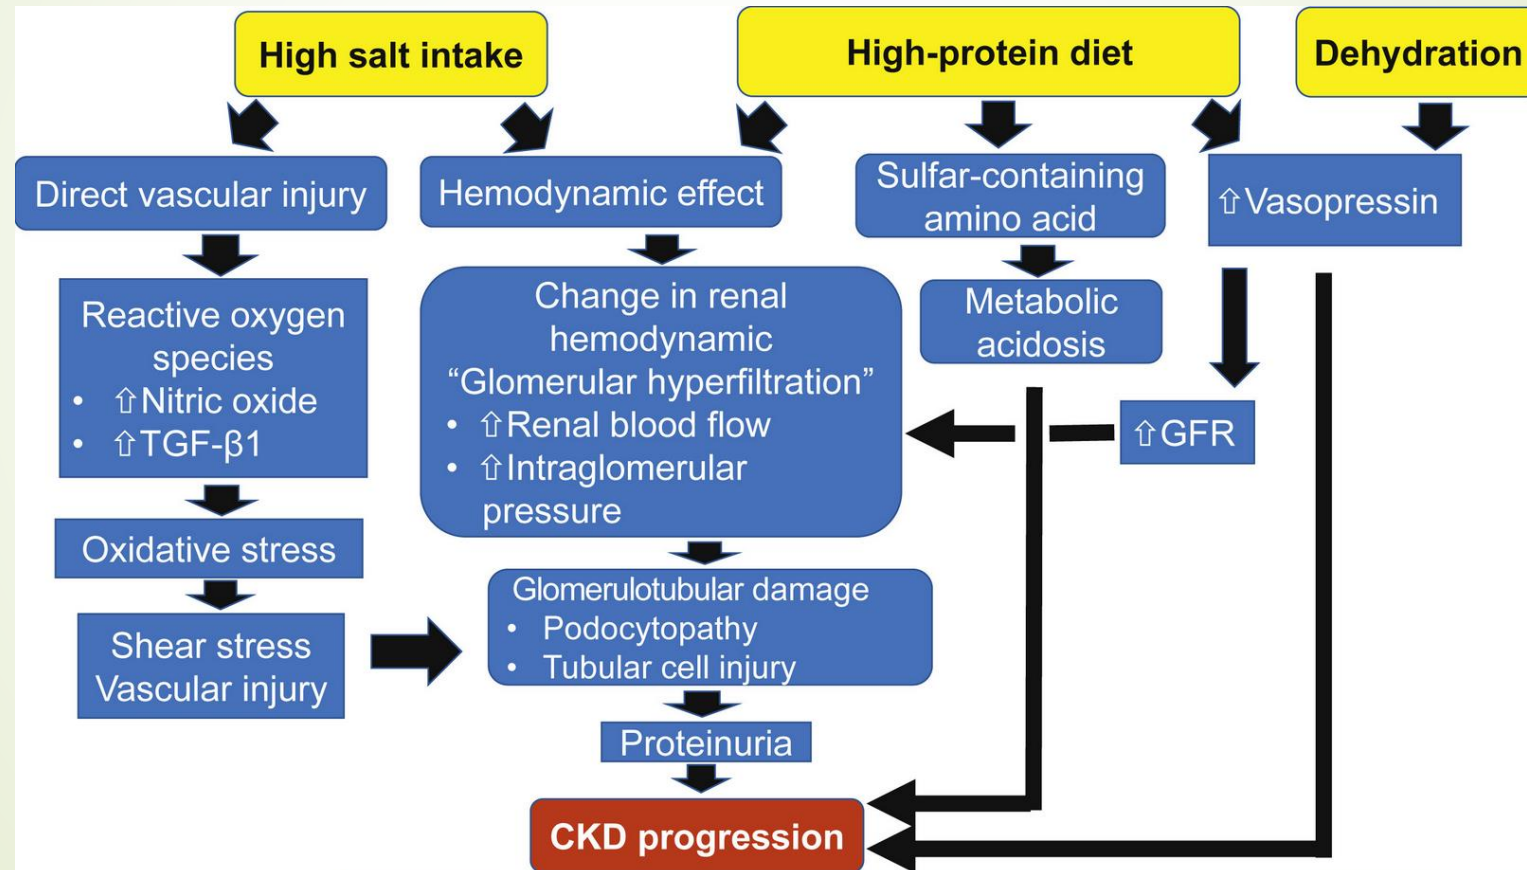 High salt intake
High-protein diet
Dehydration
Direct vascular injury
Hemodynamic effect
Sulfar-containing
amino acid
⇧Vasopressin
Reactive oxygen
species
• ⇧Nitric oxide
• ⇧TGF-β1
Change in renal
hemodynamic
“Glomerular hyperfiltration”
• ⇧Renal blood flow
• ⇧Intraglomerular
pressure
Metabolic
acidosis
⇧GFR
Oxidative stress
Shear stress
Vascular injury
Glomerulotubular damage
• Podocytopathy
• Tubular cell injury
Proteinuria
CKD progression